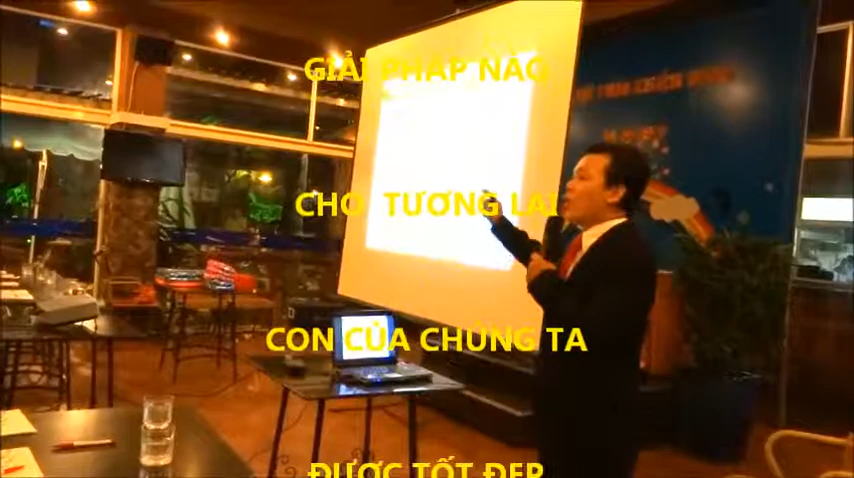 GIẢI PHÁP NÀO
CHO TƯƠNG LAI
CON CỦA CHÚNG TA
ĐƯỢC TỐT ĐẸP